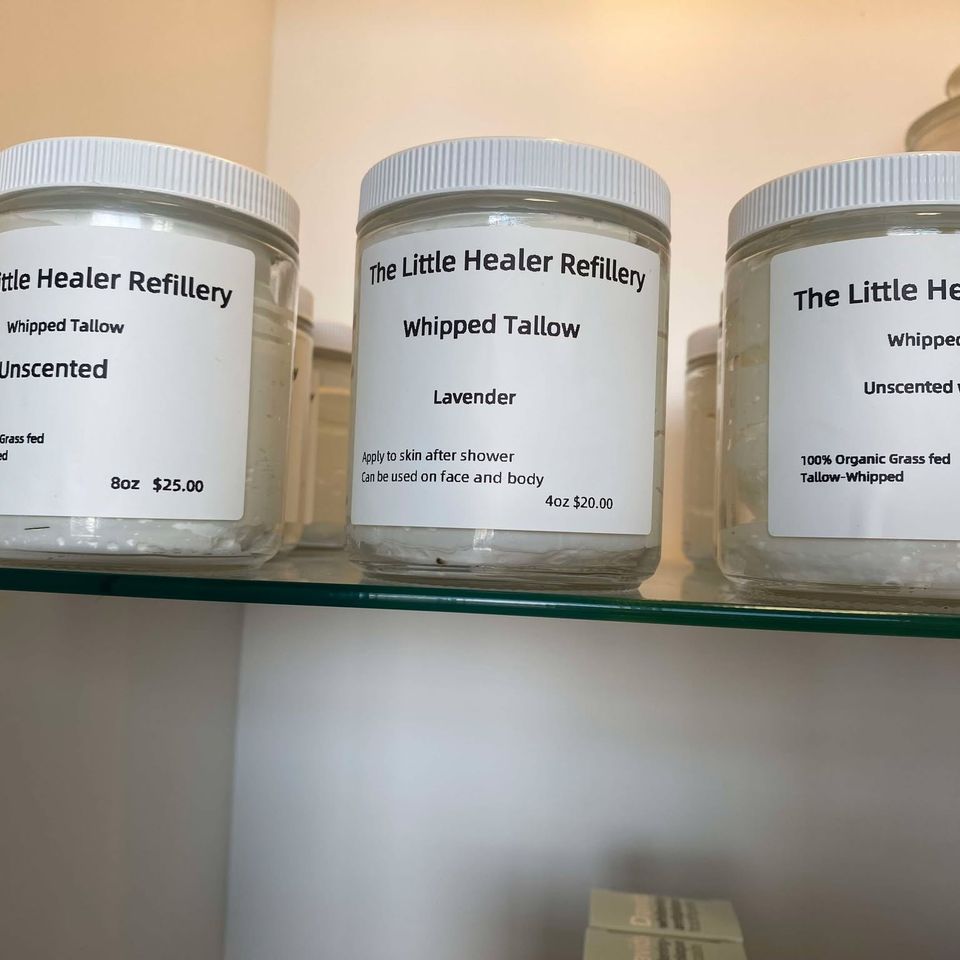 ttle Healer Refillery
Whipped Tallow
Unscented
Grass fed
ed
8oz $25.00
The Little Healer Refillery
Whipped Tallow
Lavender
Apply to skin after shower
Can be used on face and body
4oz $20.00
The Little He
Whipped
Unscented
100% Organic Grass fed
Tallow-Whipped